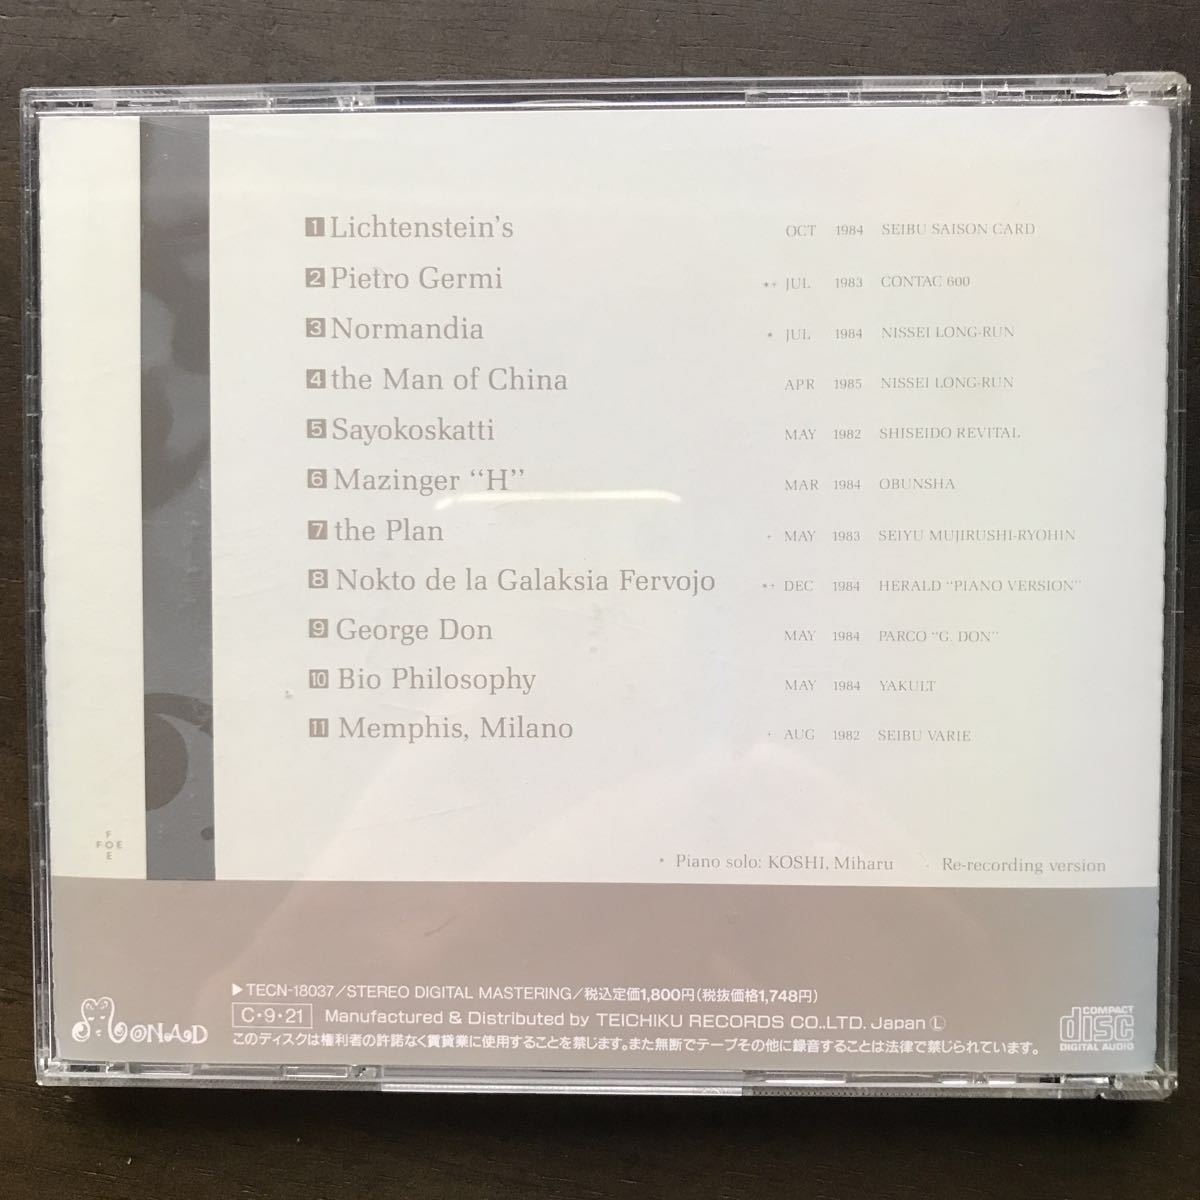 1 Lichtenstein's OCT 1984 SEIBU SAISON CARD
2 Pietro Germi *+ JUL 1983 CONTAC 600
3 Normandia * JUL 1984 NISSEI LONG-RUN
4 the Man of China APR 1985 NISSEI LONG-RUN
5 Sayokoskatti MAY 1982 SHISEIDO REVITAL
6 Mazinger “H” MAR 1984 OBUNSHA
7 the Plan + MAY 1983 SEIYU MUJIRUSHI-RYOHIN
8 Nokto de la Galaksia Fervojo *+ DEC 1984 HERALD “PIANO VERSION”
9 George Don MAY 1984 PARCO “G. DON”
10 Bio Philosophy MAY 1984 YAKULT
11 Memphis, Milano + AUG 1982 SEIBU VARIE
F
FOE
E
* Piano solo: KOSHI, Miharu Re-recording version
MONAD
▶TECN-18037/STEREO DIGITAL MASTERING/税込定価1,800円(税抜価格1,748円)
C・9・21 Manufactured & Distributed by TEICHIKU RECORDS CO.,LTD. Japan Ⓛ
このディスクは権利者の許諾なく賃貸業に使用することを禁じます。また無断でテープその他に録音することは法律で禁じられています。
COMPACT
disc
DIGITAL AUDIO